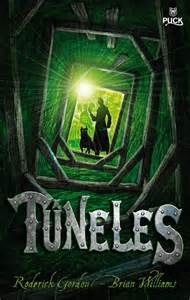 PUCK
TÚNELES
Roderick Gordon Brian Williams